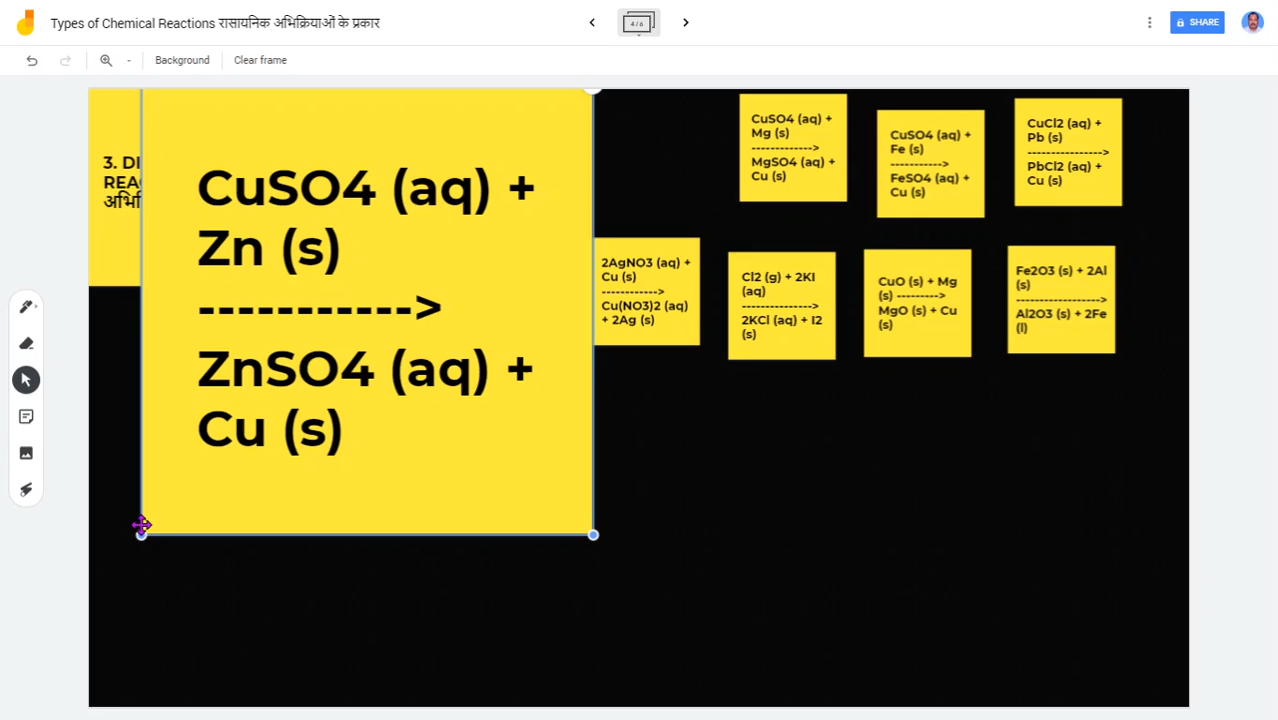 Types of Chemical Reactions रासायनिक अभिक्रियाओं के प्रकार
4 / 6
SHARE
Background
Clear frame
3. DI
REA
अभि
CuSO4 (aq) +
Zn (s)
----------->
ZnSO4 (aq) +
Cu (s)
CuSO4 (aq) +
Mg (s)
------------->
MgSO4 (aq) +
Cu (s)
CuSO4 (aq) +
Fe (s)
----------->
FeSO4 (aq) +
Cu (s)
CuCl2 (aq) +
Pb (s)
---------------->
PbCl2 (aq) +
Cu (s)
2AgNO3 (aq) +
Cu (s)
------------>
Cu(NO3)2 (aq)
+ 2Ag (s)
Cl2 (g) + 2KI
(aq)
--------------->
2KCl (aq) + I2
(s)
CuO (s) + Mg
(s) --------->
MgO (s) + Cu
(s)
Fe2O3 (s) + 2Al
(s)
------------------>
Al2O3 (s) + 2Fe
(l)